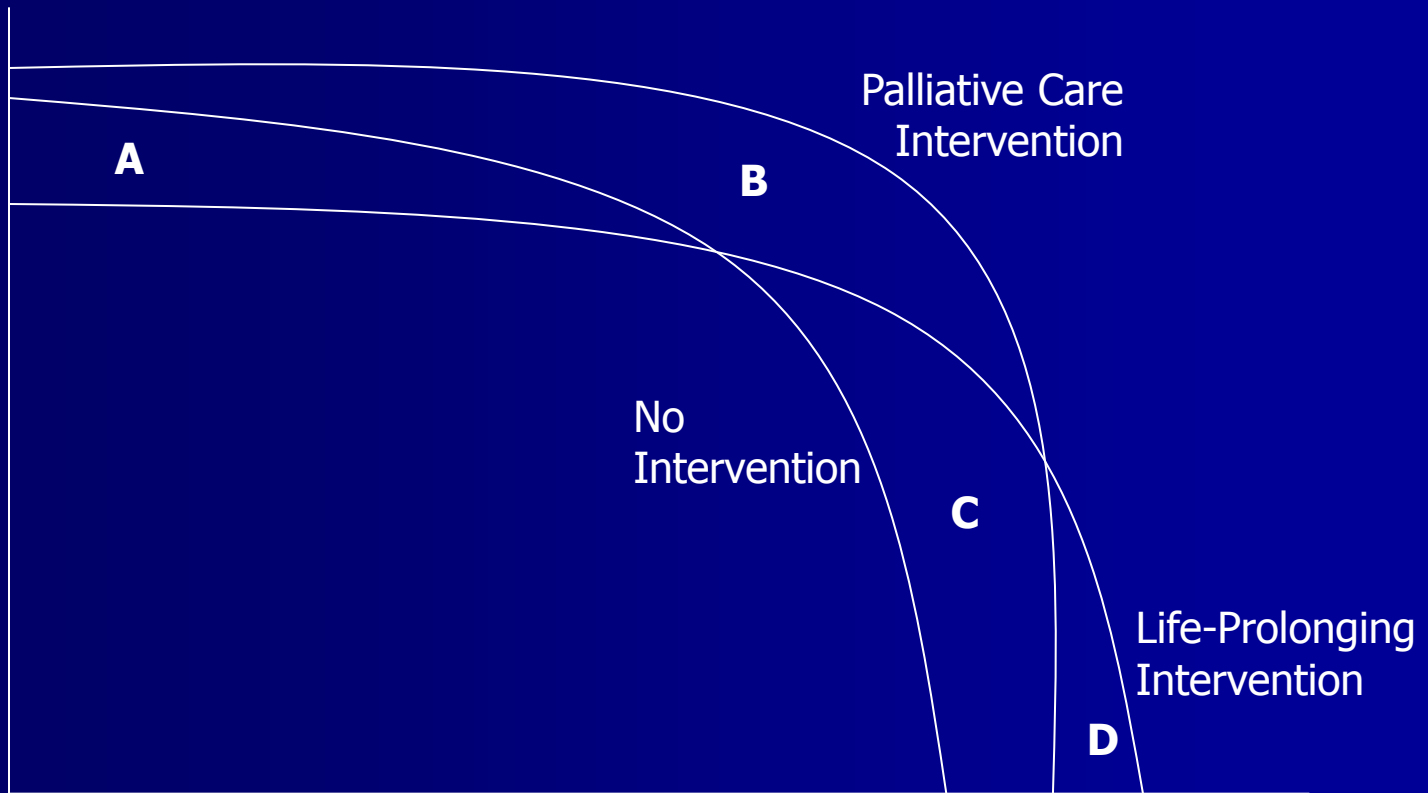 Palliative Care
Intervention
A
B
No
Intervention
C
Life-Prolonging
Intervention
D